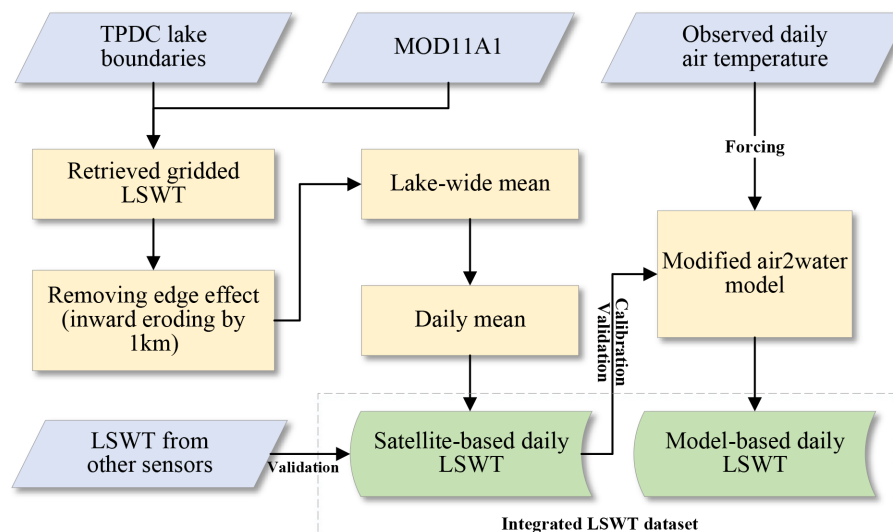 TPDC lake
boundaries
MOD11A1
Observed daily
air temperature
Forcing
Retrieved gridded
LSWT
Lake-wide mean
Removing edge effect
(inward eroding by
1km)
Daily mean
Modified air2water
model
Calibration
Validation
LSWT from
other sensors
Validation
Satellite-based daily
LSWT
Model-based daily
LSWT
Integrated LSWT dataset